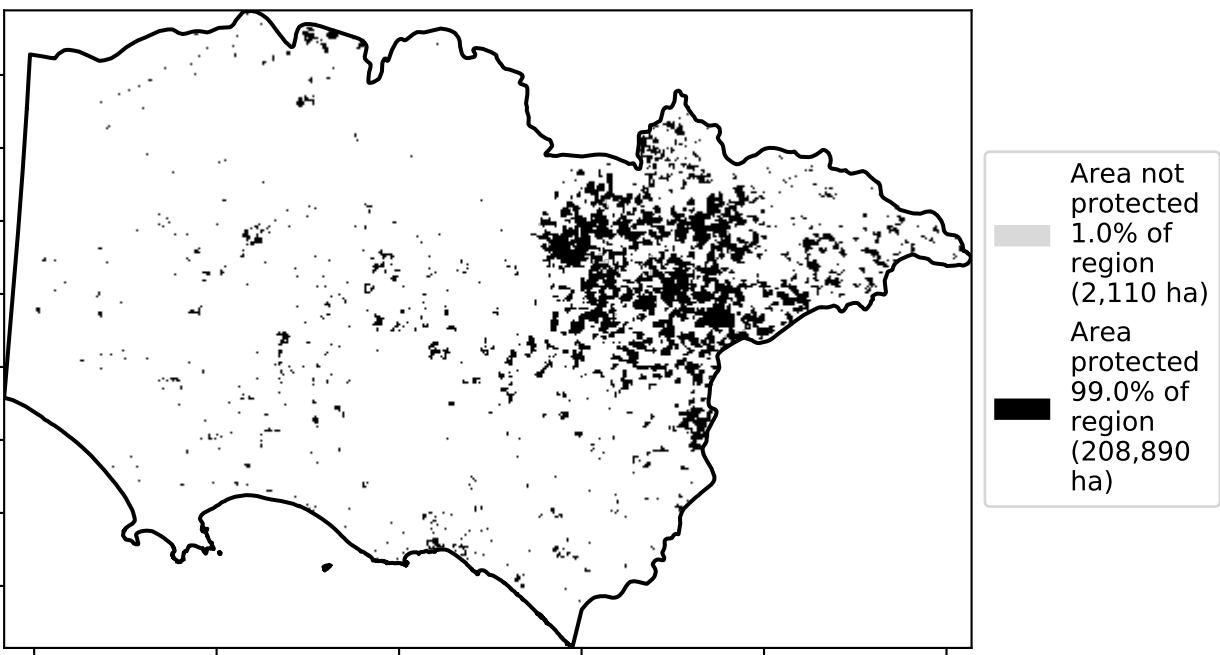 Area not
protected
1.0% of
region
(2,110 ha)
Area
protected
99.0% of
region
(208,890
ha)